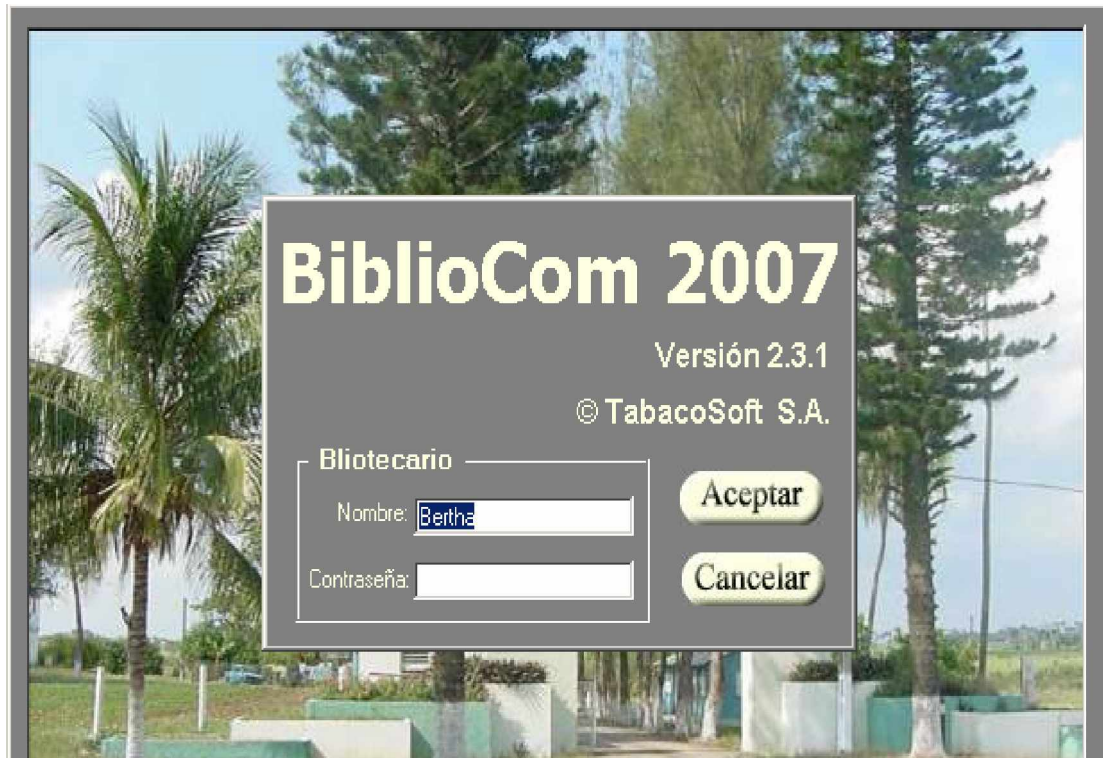 BiblioCom 2007
Versión 2.3.1
© TabacoSoft S.A.
Bliotecario
Nombre: Bertha
Contraseña:
Aceptar
Cancelar